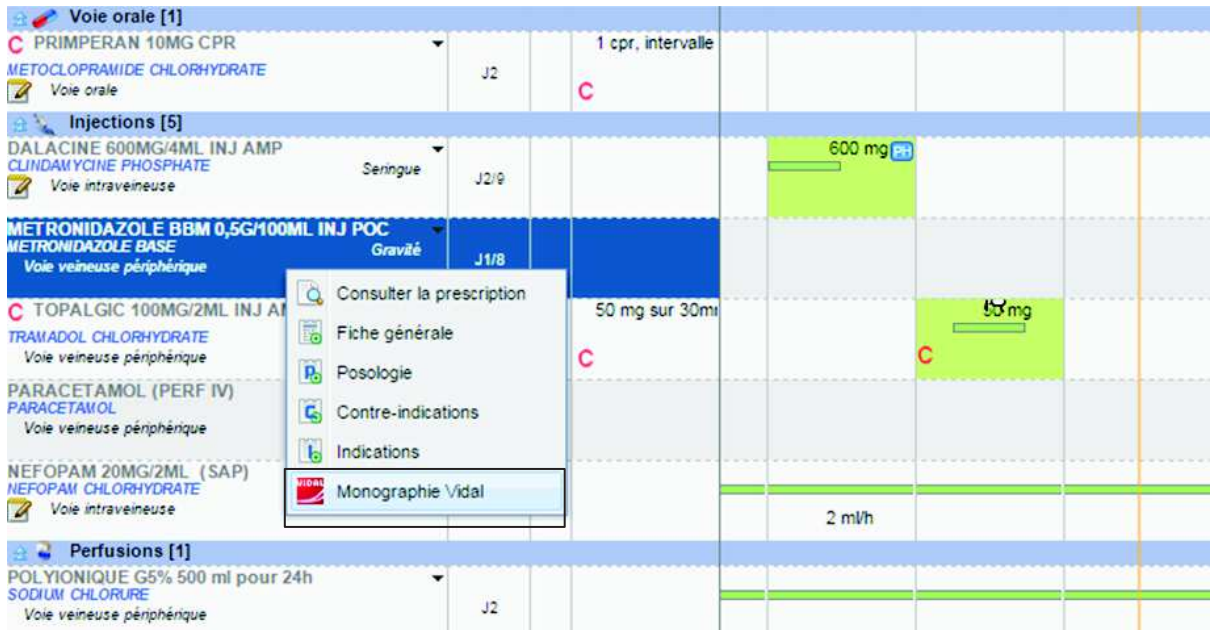 Voie orale [1]
C PRIMPERAN 10MG CPR
1 cpr, intervalle
METOCLOPRAMIDE CHLORHYDRATE
J2
Voie orale
C
Injections [5]
DALACINE 600MG/4ML INJ AMP
600 mg PH
CLINDAMYCINE PHOSPHATE
Seringue
J2/9
Voie intraveineuse
METRONIDAZOLE BBM 0,5G/100ML INJ POC
METRONIDAZOLE BASE
Gravité
J1/8
Voie veineuse périphérique
Consulter la prescription
C TOPALGIC 100MG/2ML INJ A
50 mg sur 30m
mg
Fiche générale
TRAMADOL CHLORHYDRATE
Voie veineuse périphérique
C
C
Posologie
PARACETAMOL (PERF IV)
PARACETAMOL
Contre-indications
Voie veineuse périphérique
Indications
NEFOPAM 20MG/2ML (SAP)
NEFOPAM CHLORHYDRATE
VIDAL
Monographie Vidal
Voie intraveineuse
2 ml/h
Perfusions [1]
POLYIONIQUE G5% 500 ml pour 24h
SODIUM CHLORURE
J2
Voie veineuse périphérique